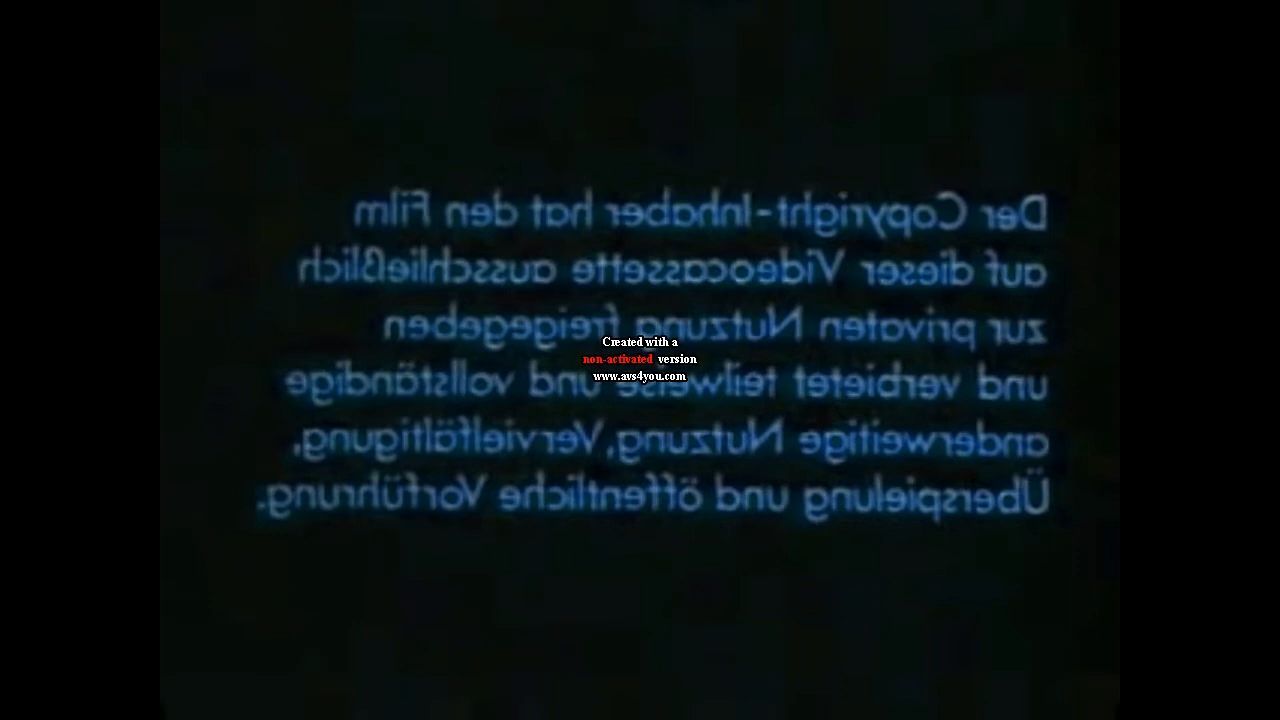 Der Copyright-Inhaber hat den Film
auf dieser Videocassette ausschließlich
zur privaten Nutzung freigegeben
und verbietet teilweise und vollständige
anderweitige Nutzung, Vervielfältigung,
Überspielung und öffentliche Vorführung.
Created with a
non-activated version
www.avs4you.com